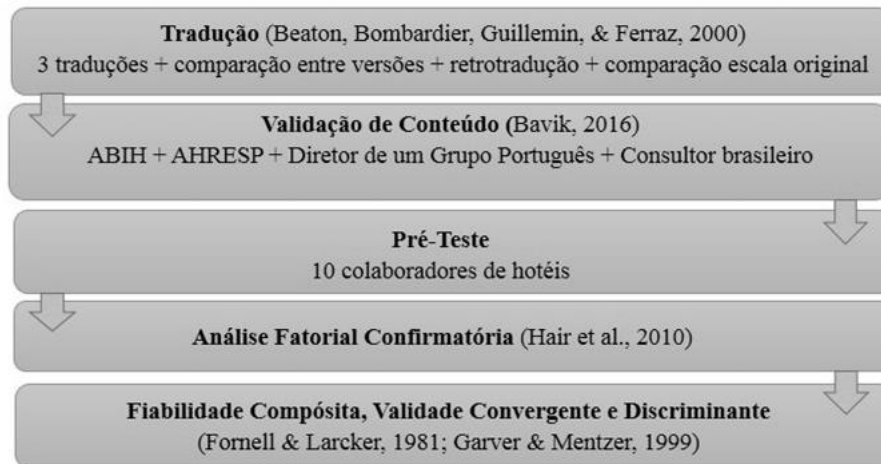 Tradução (Beaton, Bombardier, Guillemin, & Ferraz, 2000)
3 traduções + comparação entre versões + retrotradução + comparação escala original
Validação de Conteúdo (Bavik, 2016)
ABIH + AHRESP + Diretor de um Grupo Português + Consultor brasileiro
Pré-Teste
10 colaboradores de hotéis
Análise Fatorial Confirmatória (Hair et al., 2010)
Fiabilidade Compósita, Validade Convergente e Discriminante
(Fornell & Larcker, 1981; Garver & Mentzer, 1999)